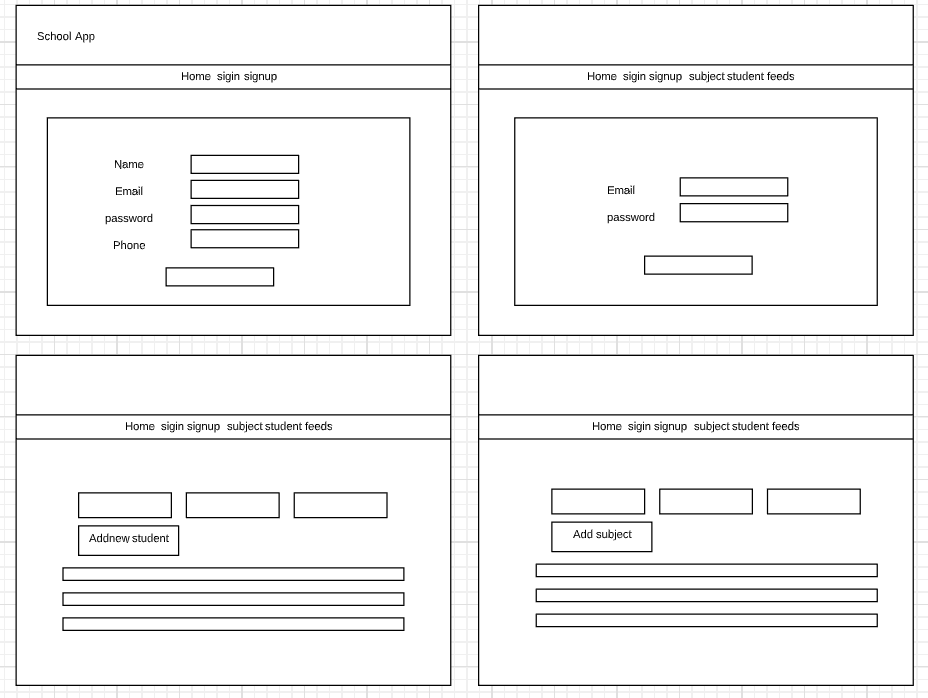 School App
Home sigin signup
Name
Email
password
Phone
Home sigin signup subject student feeds
Email
password
Home sigin signup subject student feeds
Addnew student
Home sigin signup subject student feeds
Add subject